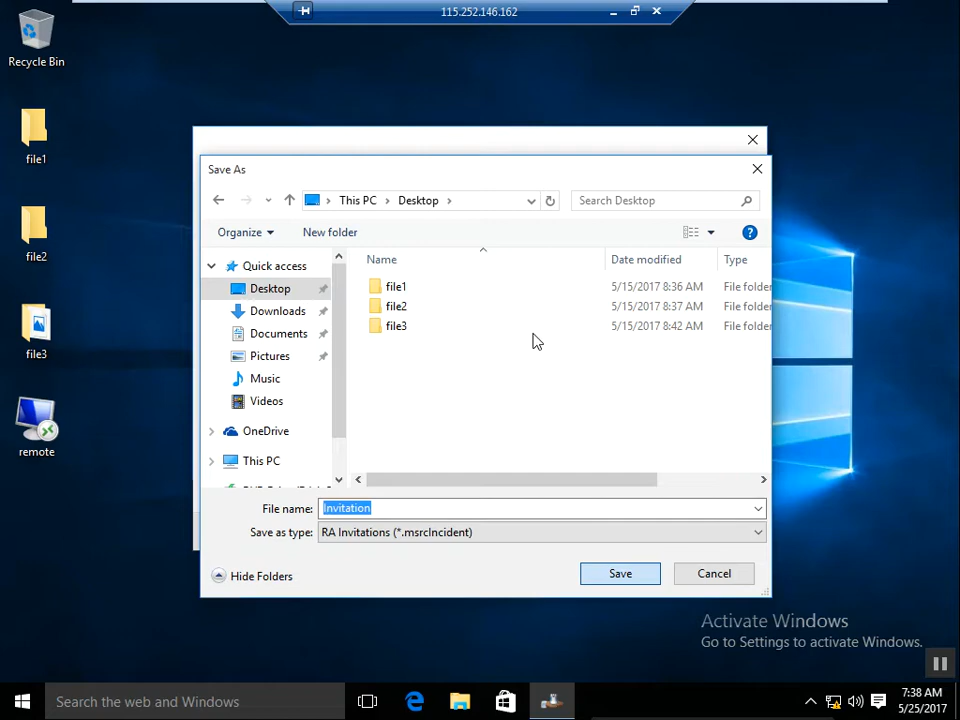 115.252.146.162
Recycle Bin
file1
file2
file3
remote
Save As
This PC
Desktop
Search Desktop
Organize
New folder
Name
Date modified
Type
Quick access
Desktop
Downloads
Documents
Pictures
Music
Videos
OneDrive
This PC
file1 5/15/2017 8:36 AM File folder
file2 5/15/2017 8:37 AM File folder
file3 5/15/2017 8:42 AM File folder
File name: Invitation
Save as type: RA Invitations (*.msrcIncident)
Hide Folders
Save
Cancel
Activate Windows
Go to Settings to activate Windows.
Search the web and Windows
7:38 AM
5/25/2017